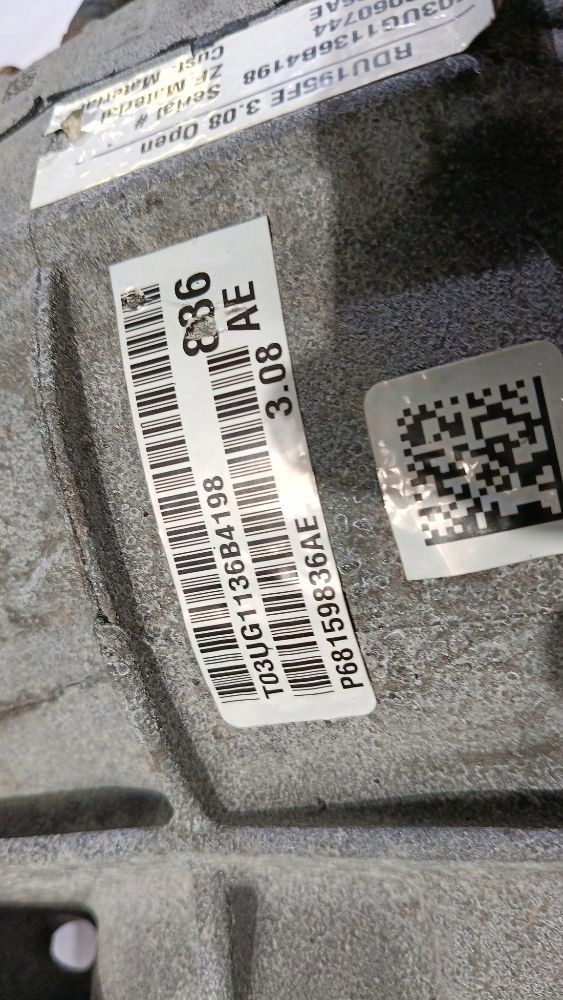 RDU195FE 3.08 Open
Serial #
T03UG1136B4198
ZF Material
Cust. Material
836
AE
3.08
T03UG1136B4198
P68159836AE